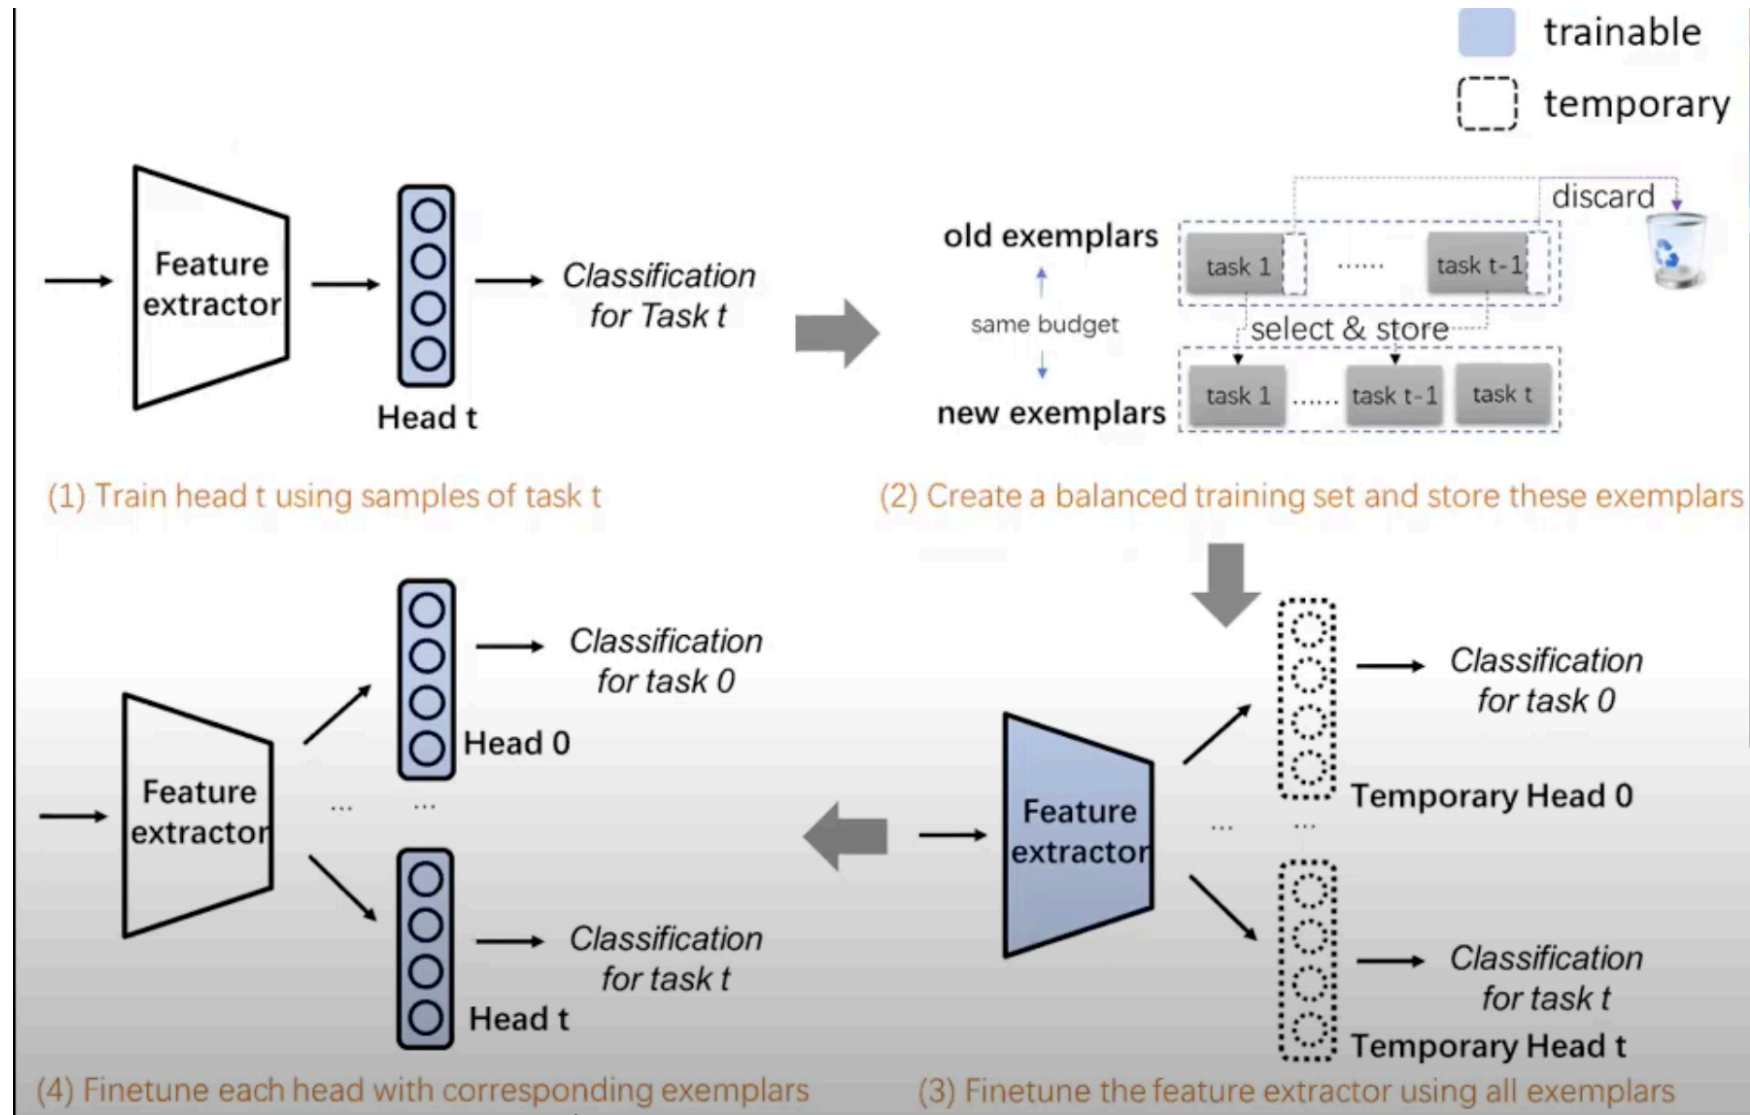 trainable
temporary
Feature
extractor
Head t
Classification
for Task t
(1) Train head t using samples of task t
discard
old exemplars
task 1
......
task t-1
same budget
select & store
new exemplars
task 1
......
task t-1
task t
(2) Create a balanced training set and store these exemplars
Feature
extractor
Temporary Head 0
Classification
for task 0
...
...
Temporary Head t
Classification
for task t
(3) Finetune the feature extractor using all exemplars
Feature
extractor
Head 0
Classification
for task 0
...
...
Head t
Classification
for task t
(4) Finetune each head with corresponding exemplars